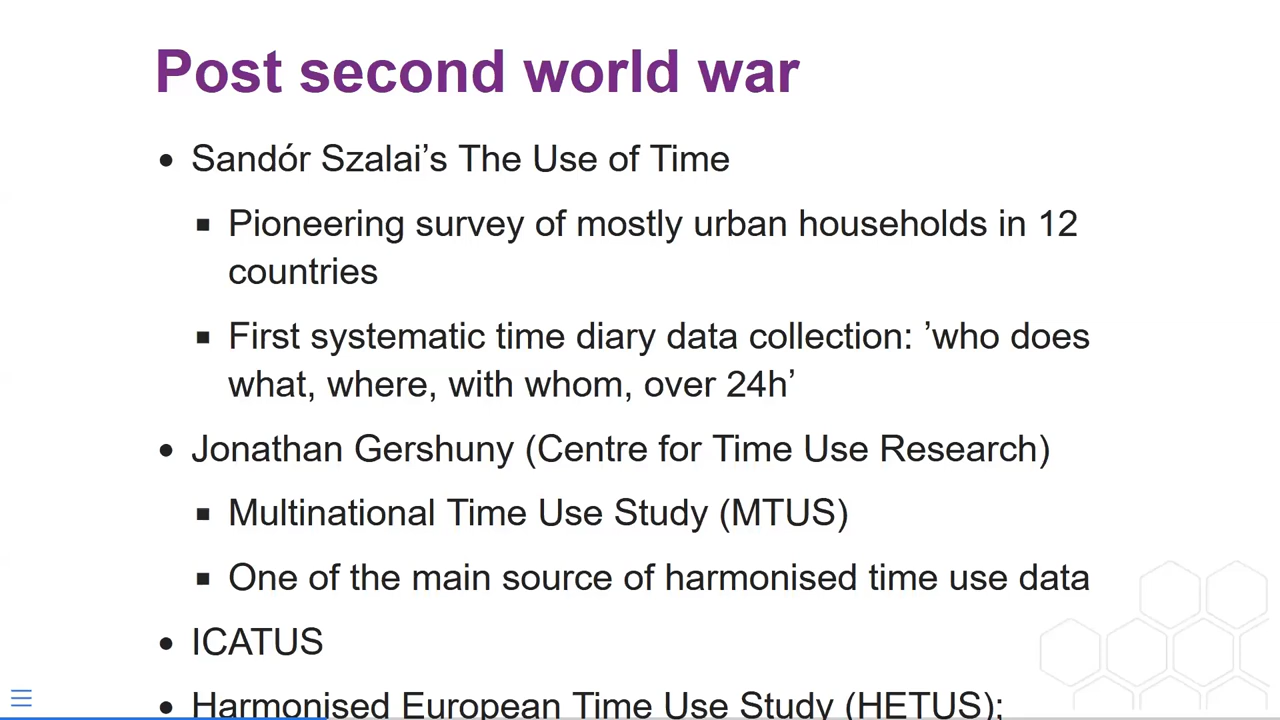 Post second world war
• Sandór Szalai’s The Use of Time
▪ Pioneering survey of mostly urban households in 12
countries
▪ First systematic time diary data collection: ’who does
what, where, with whom, over 24h’
• Jonathan Gershuny (Centre for Time Use Research)
▪ Multinational Time Use Study (MTUS)
▪ One of the main source of harmonised time use data
• ICATUS
• Harmonised European Time Use Study (HETUS);